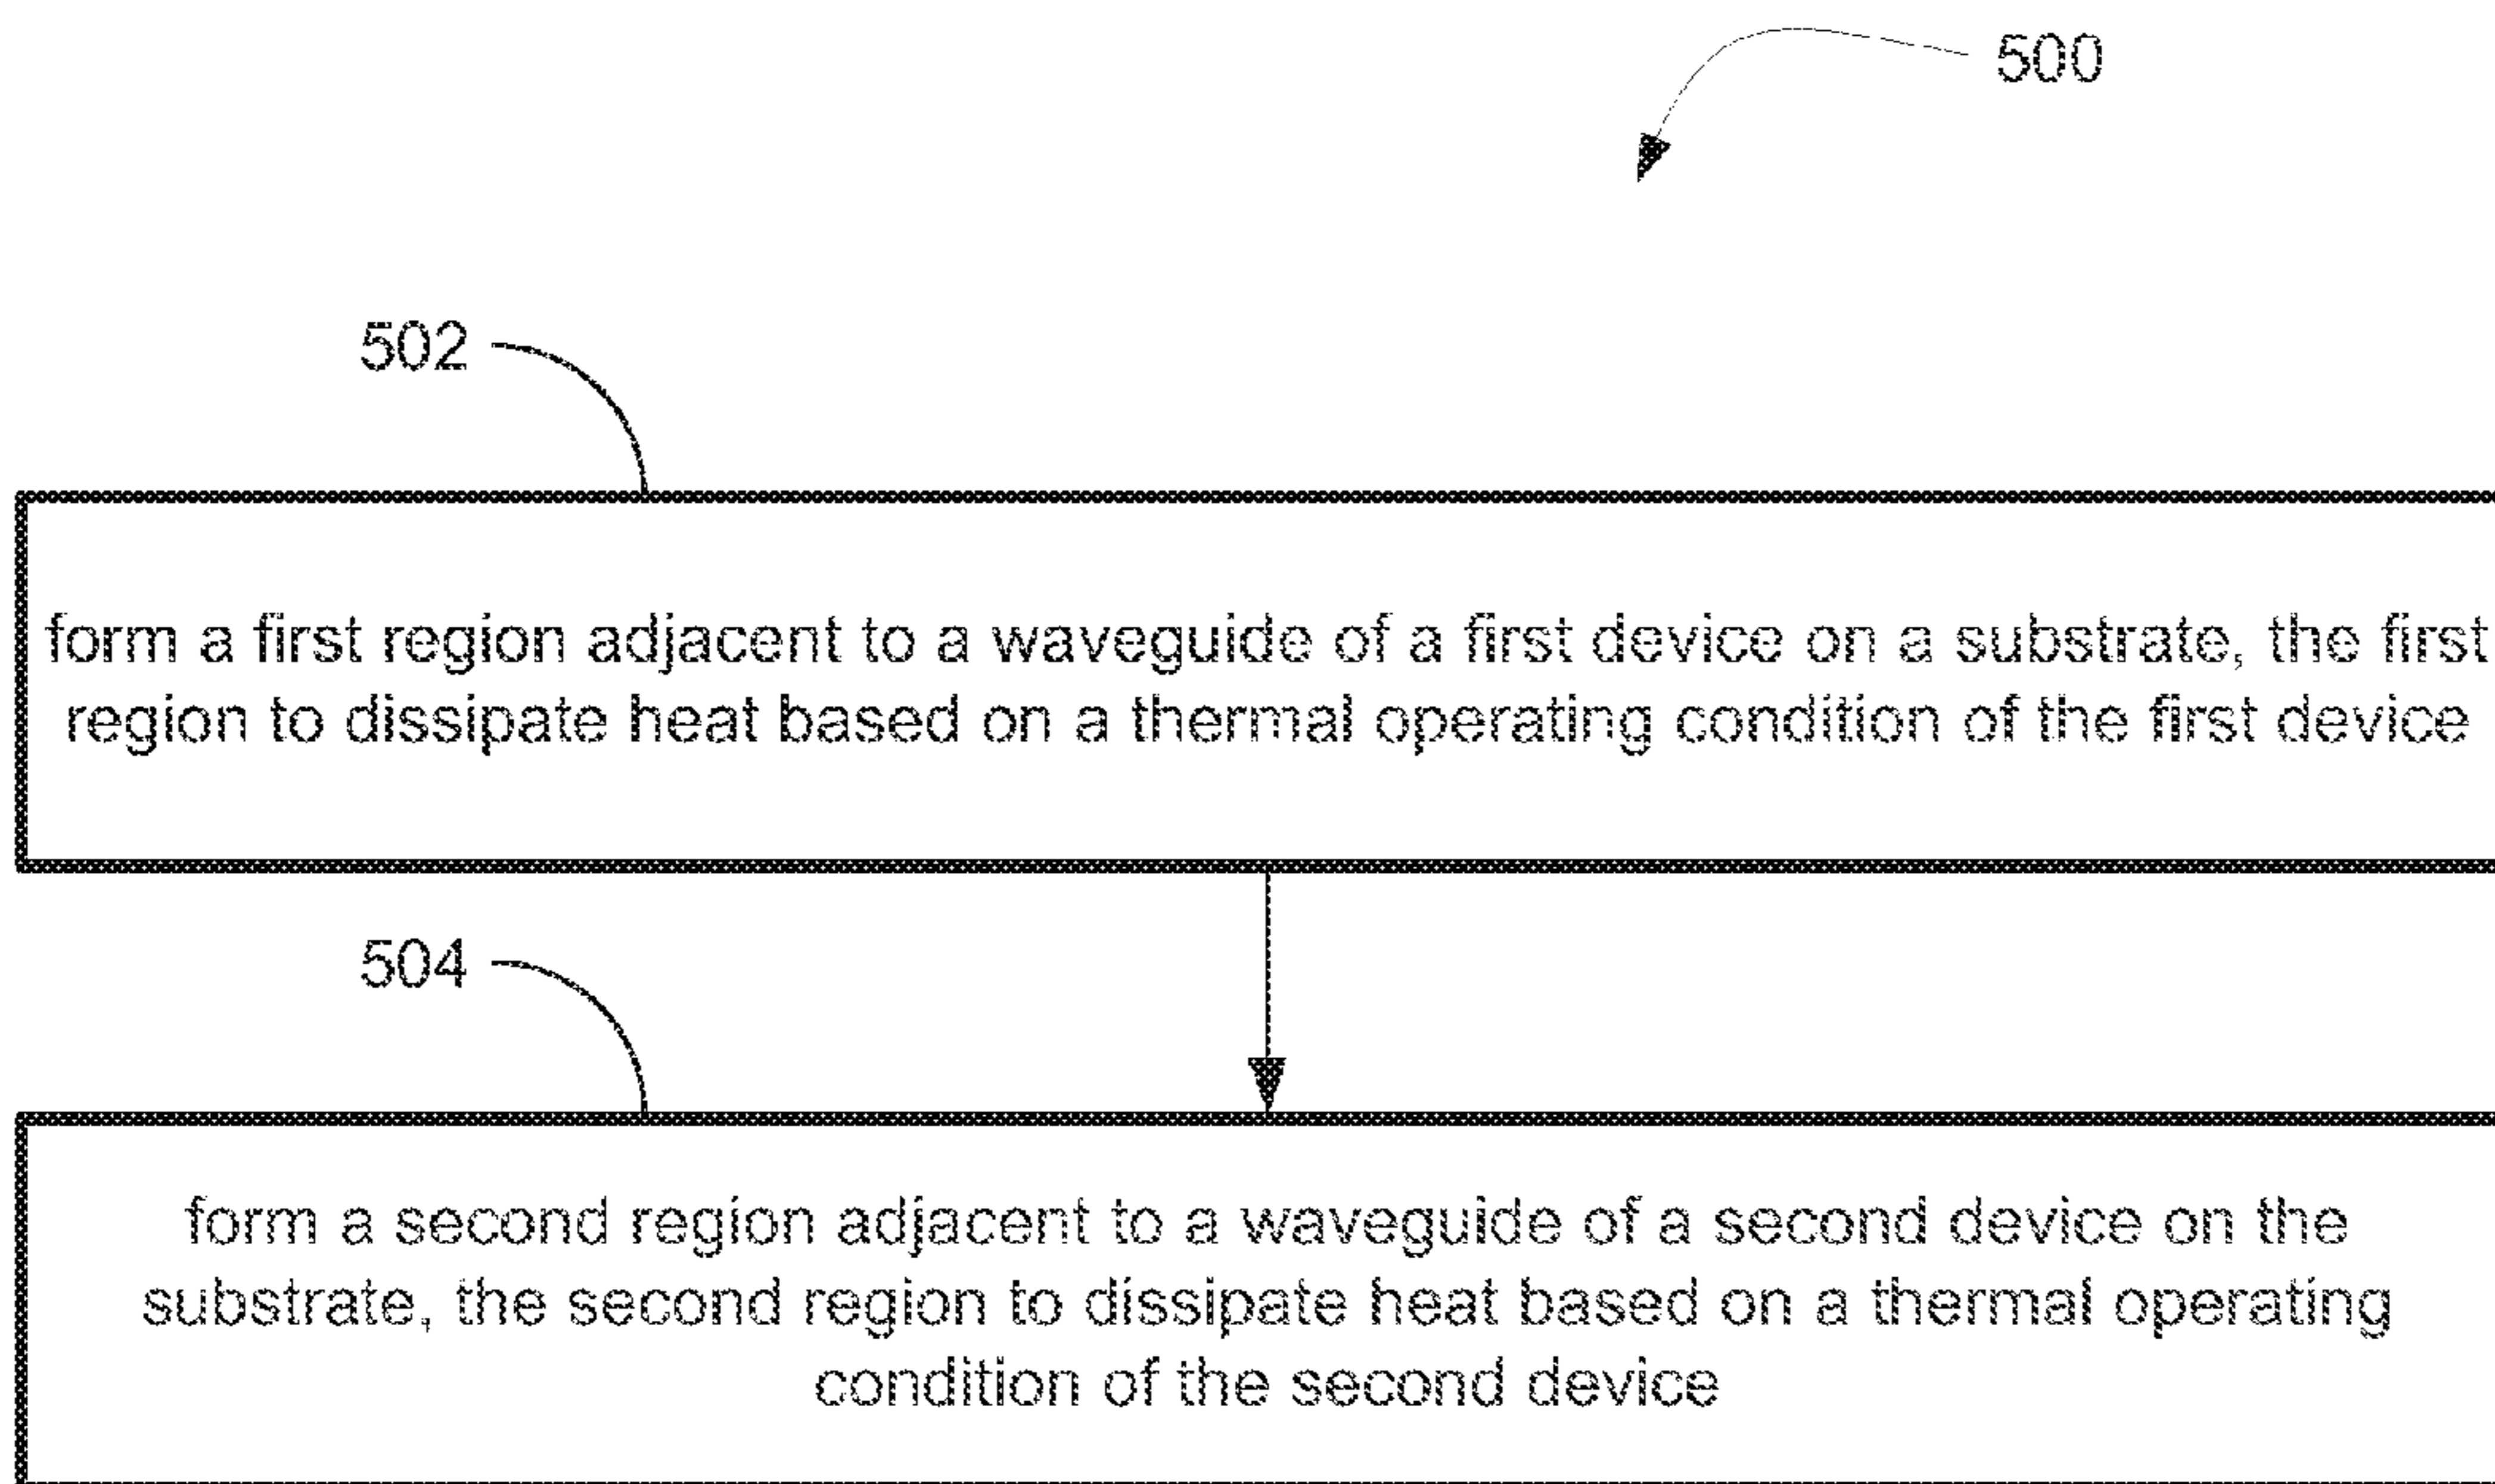 500
502
form a first region adjacent to a waveguide of a first device on a substrate, the first
region to dissipate heat based on a thermal operating condition of the first device
504
form a second region adjacent to a waveguide of a second device on the
substrate, the second region to dissipate heat based on a thermal operating
condition of the second device